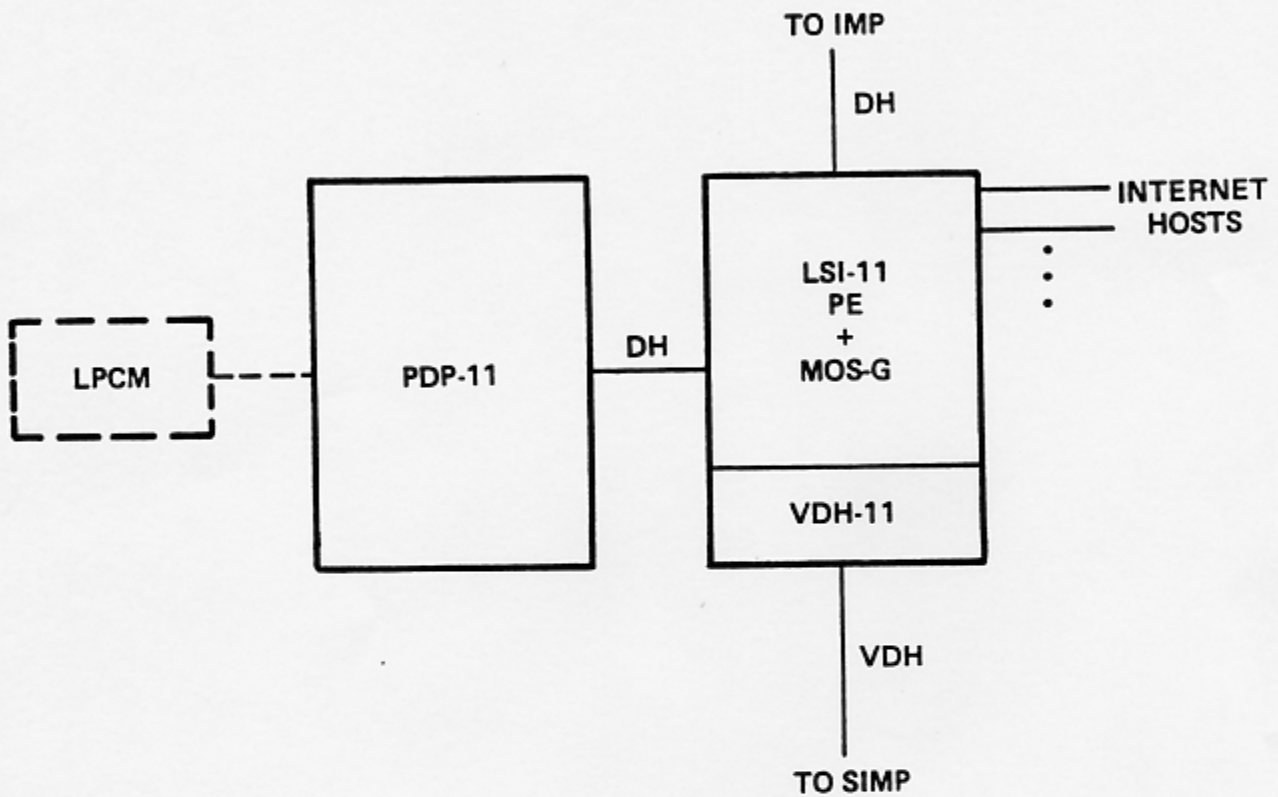 TO IMP
DH
INTERNET
HOSTS
LSI-11
PE
+
MOS-G
DH
LPCM
PDP-11
VDH-11
VDH
TO SIMP